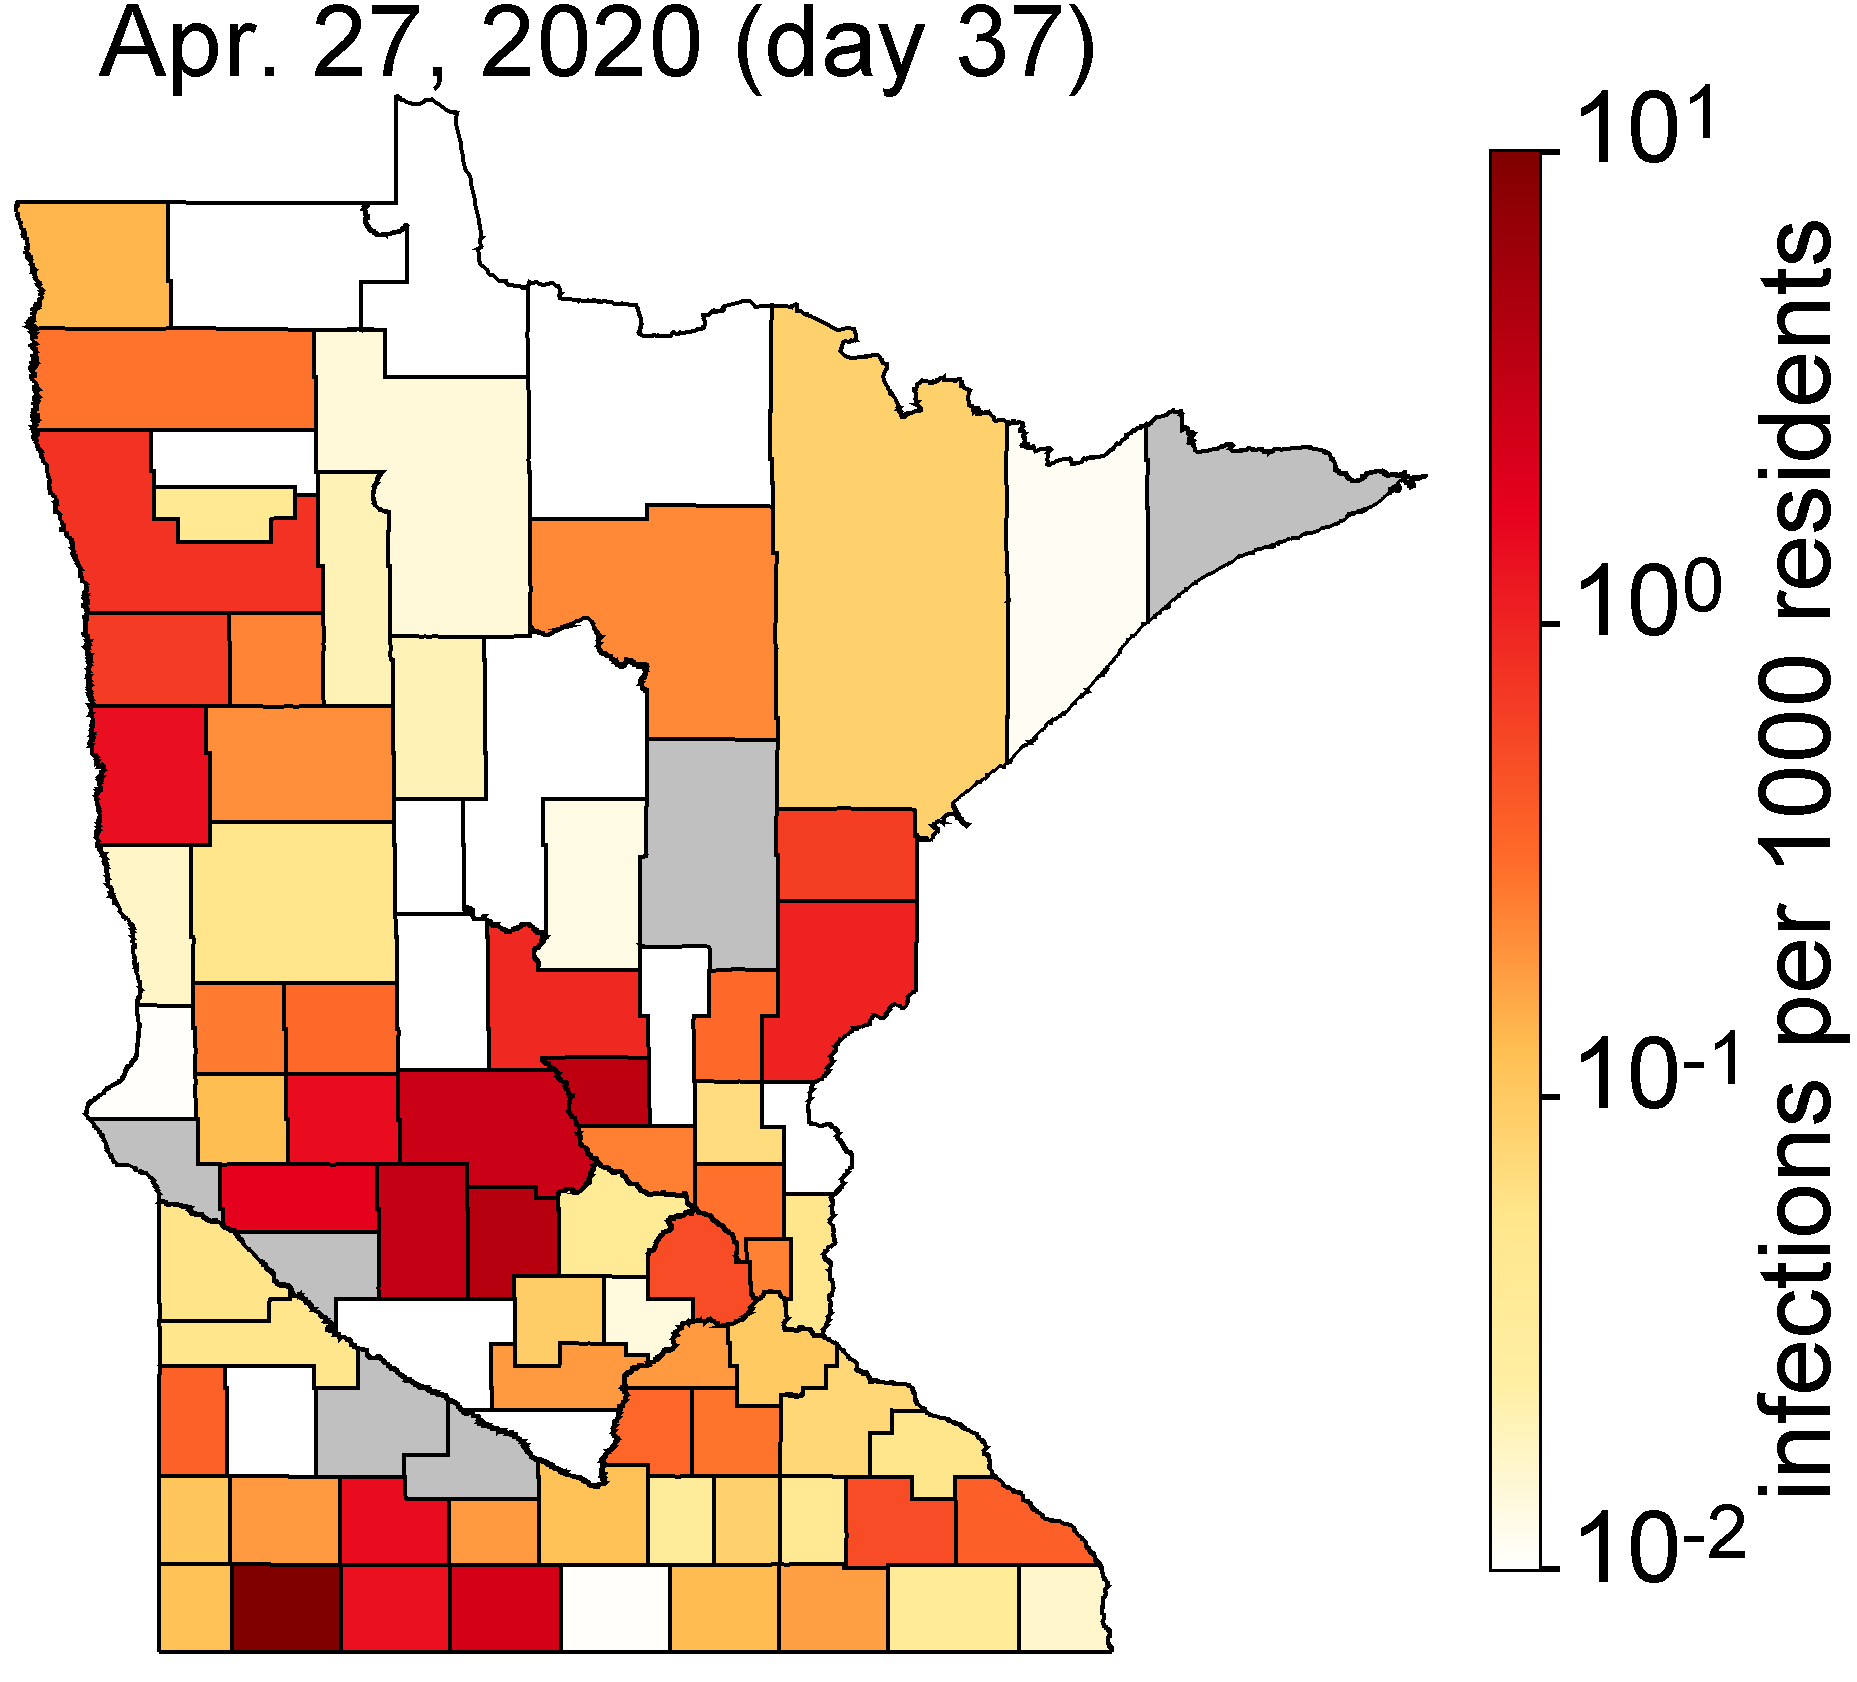 Apr. 27, 2020 (day 37)
10¹
10⁰
10⁻¹
10⁻²
infections per 1000 residents